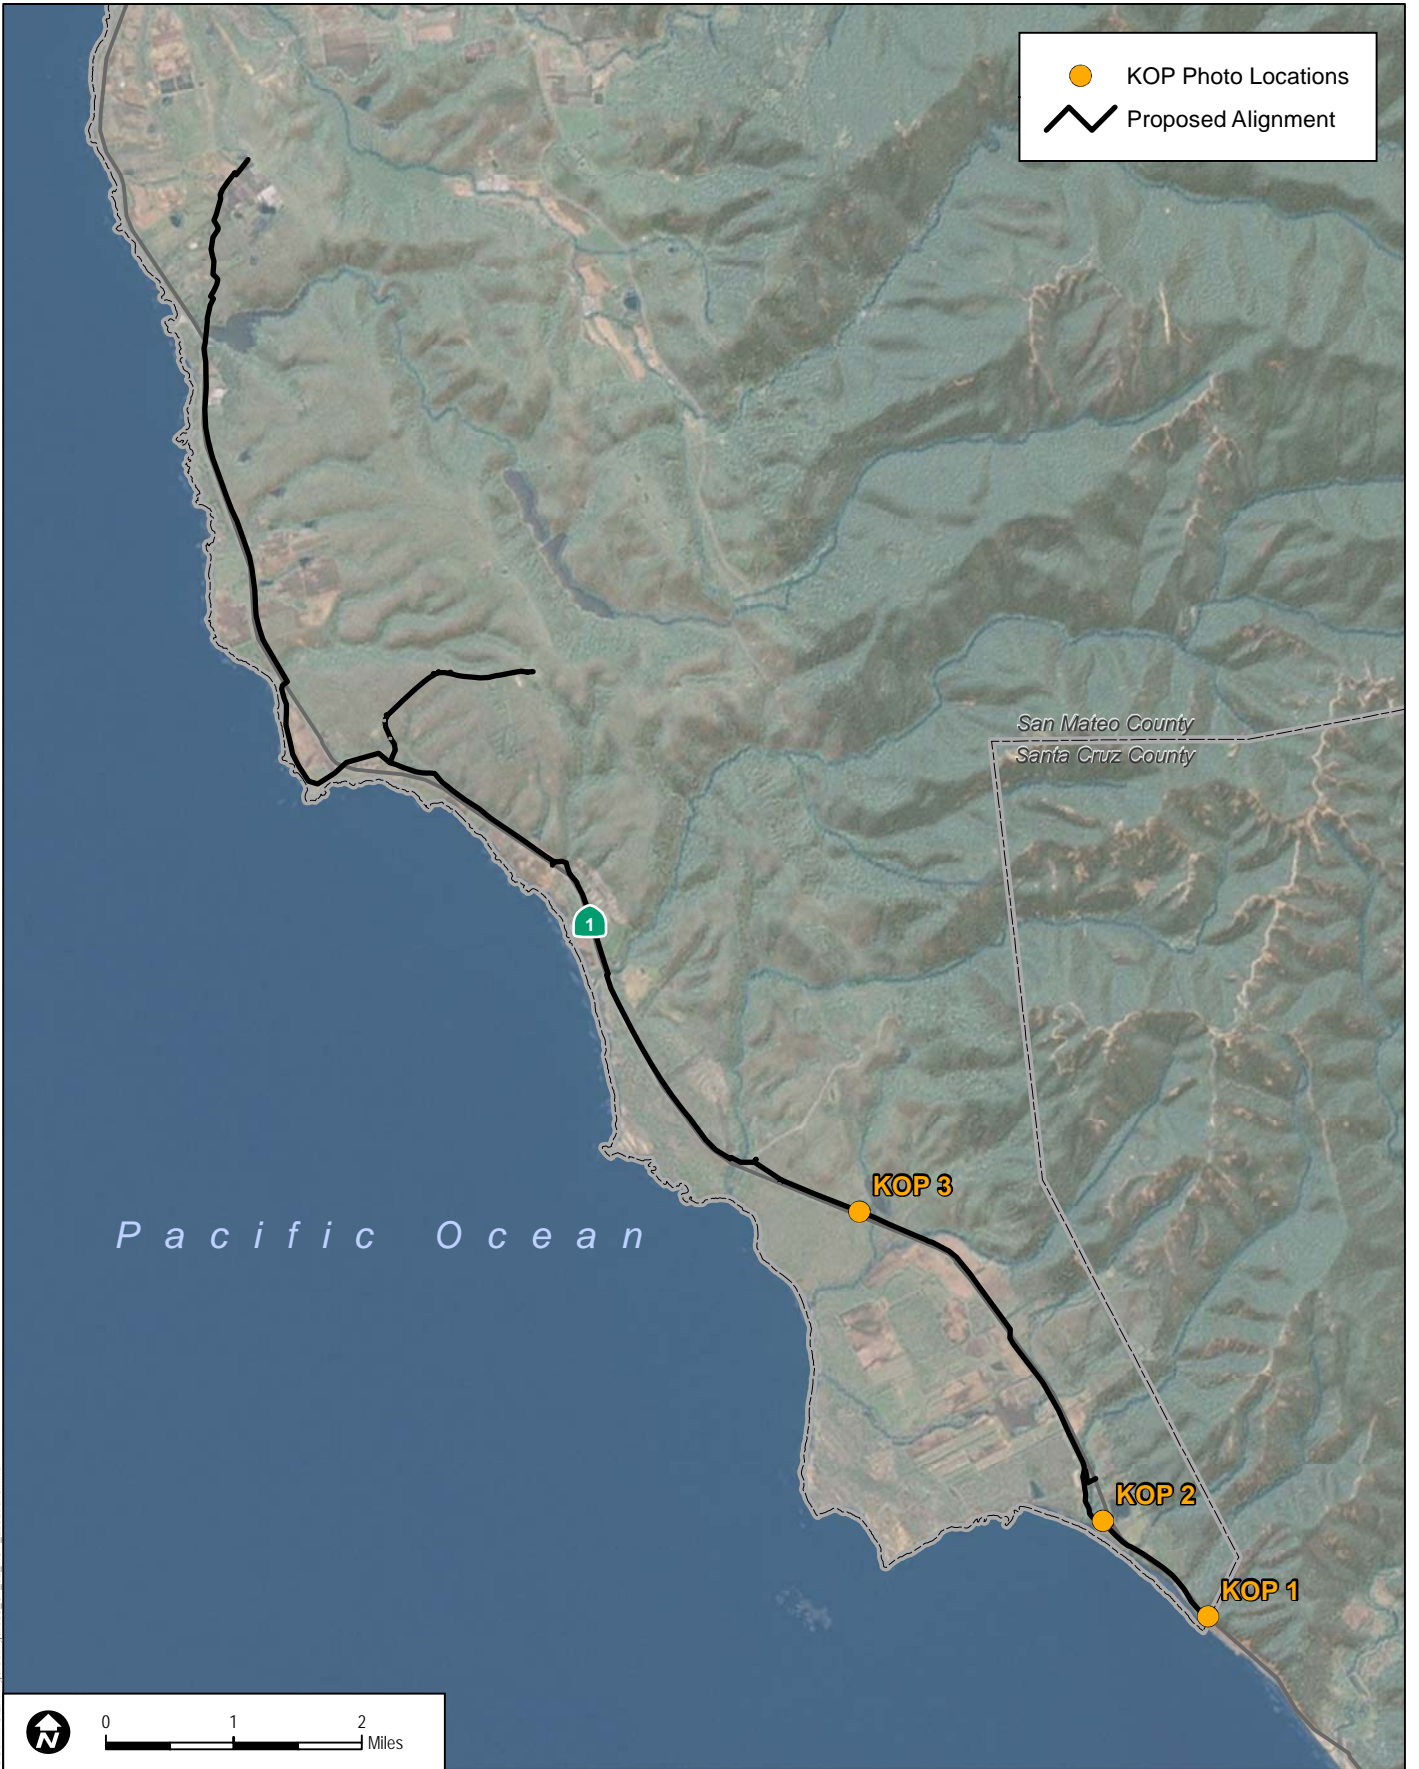 KOP Photo Locations
Proposed Alignment
San Mateo County
Santa Cruz County
1
KOP 3
Pacific Ocean
KOP 2
KOP 1
N
0 1 2
Miles